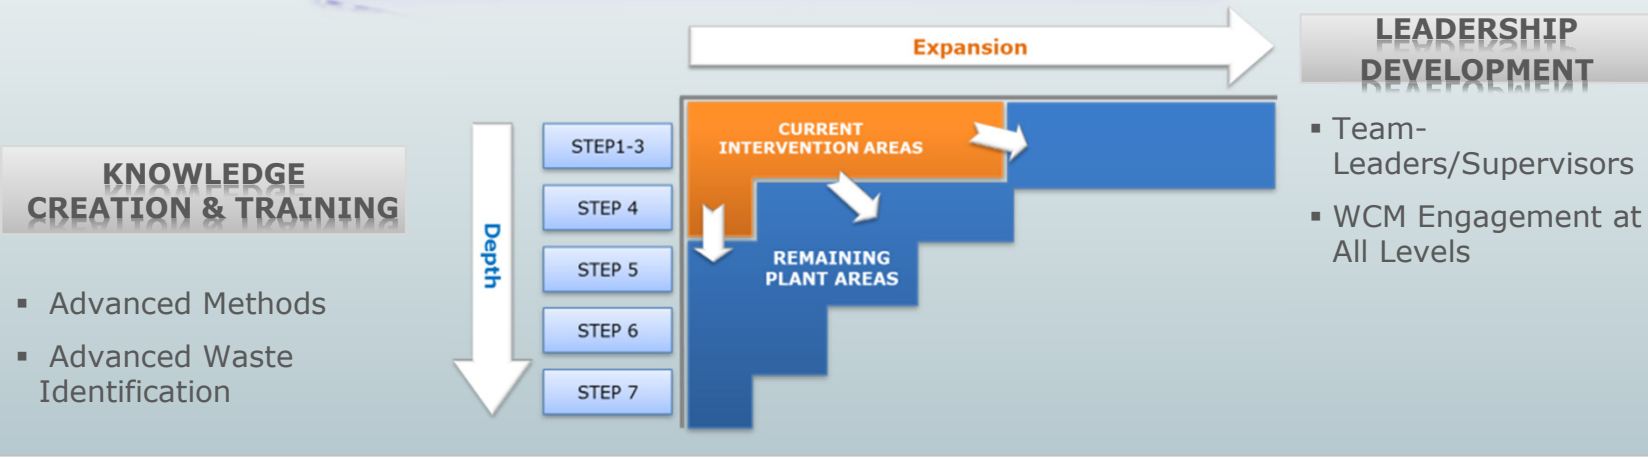 KNOWLEDGE
CREATION & TRAINING
▪ Advanced Methods
▪ Advanced Waste
Identification
Depth
STEP1-3
STEP 4
STEP 5
STEP 6
STEP 7
Expansion
CURRENT
INTERVENTION AREAS
REMAINING
PLANT AREAS
LEADERSHIP
DEVELOPMENT
▪ Team-
Leaders/Supervisors
▪ WCM Engagement at
All Levels